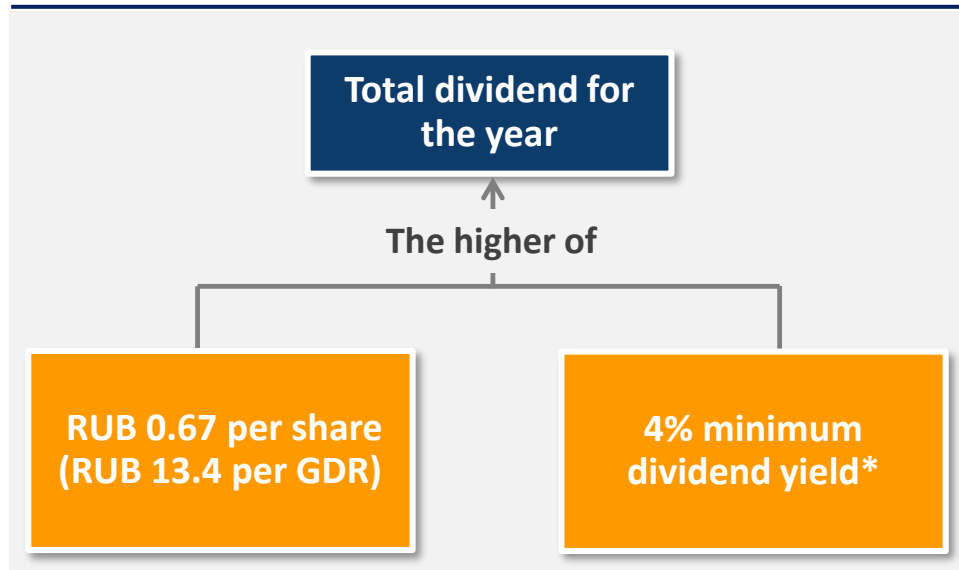 Total dividend for
the year
The higher of
RUB 0.67 per share
(RUB 13.4 per GDR)
4% minimum
dividend yield*